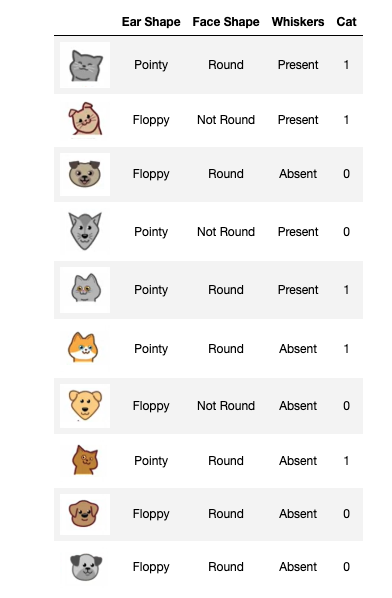 Ear Shape Face Shape Whiskers Cat
Pointy Round Present 1
Floppy Not Round Present 1
Floppy Round Absent 0
Pointy Not Round Present 0
Pointy Round Present 1
Pointy Round Absent 1
Floppy Not Round Absent 0
Pointy Round Absent 1
Floppy Round Absent 0
Floppy Round Absent 0